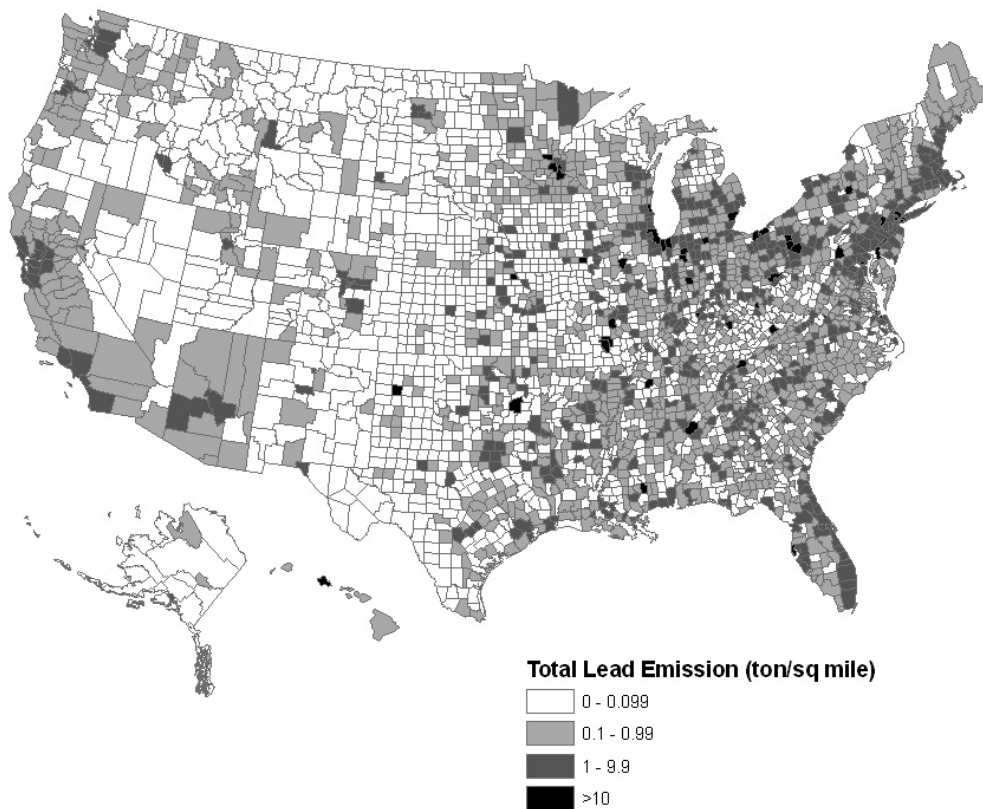 Total Lead Emission (ton/sq mile)
0 - 0.099
0.1 - 0.99
1 - 9.9
>10